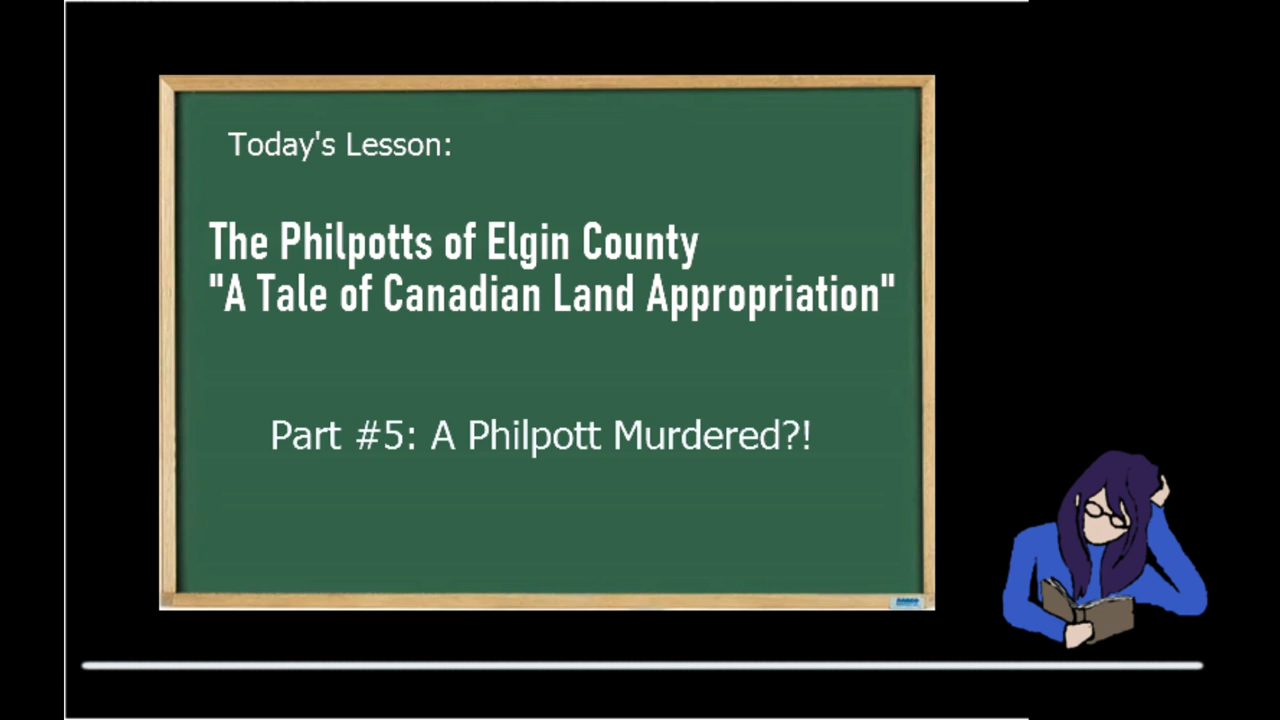 Today's Lesson:
The Philpotts of Elgin County
"A Tale of Canadian Land Appropriation"
Part #5: A Philpott Murdered?!